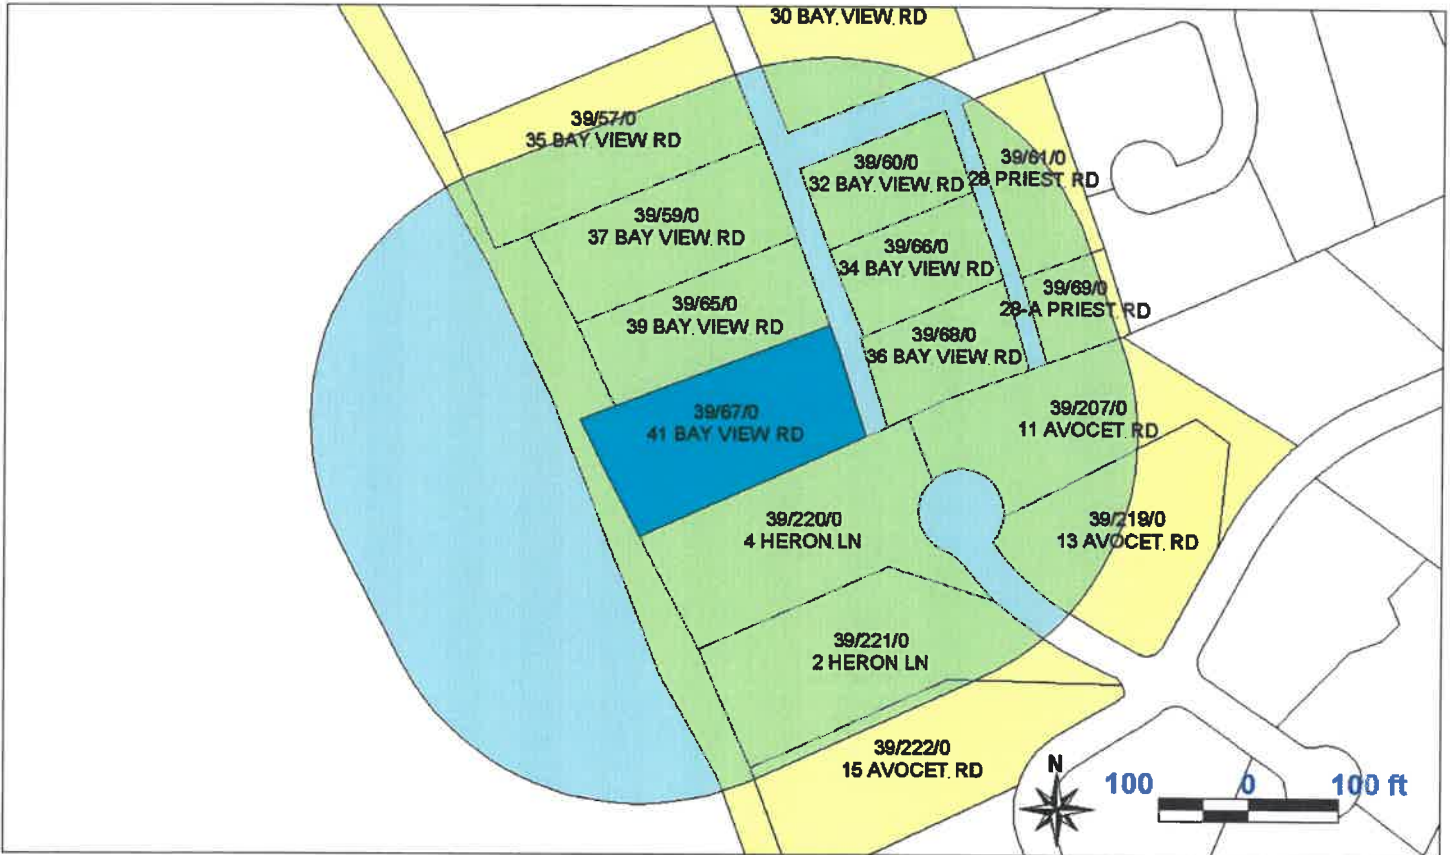 30 BAY VIEW RD
39/57/0
35 BAY VIEW RD
39/60/0
32 BAY VIEW RD
39/61/0
28 PRIEST RD
39/59/0
37 BAY VIEW RD
39/66/0
34 BAY VIEW RD
39/69/0
28-A PRIEST RD
39/65/0
39 BAY VIEW RD
39/68/0
36 BAY VIEW RD
39/67/0
41 BAY VIEW RD
39/207/0
11 AVOCET RD
39/220/0
4 HERON LN
39/219/0
13 AVOCET RD
39/221/0
2 HERON LN
39/222/0
15 AVOCET RD
N
100 0 100 ft